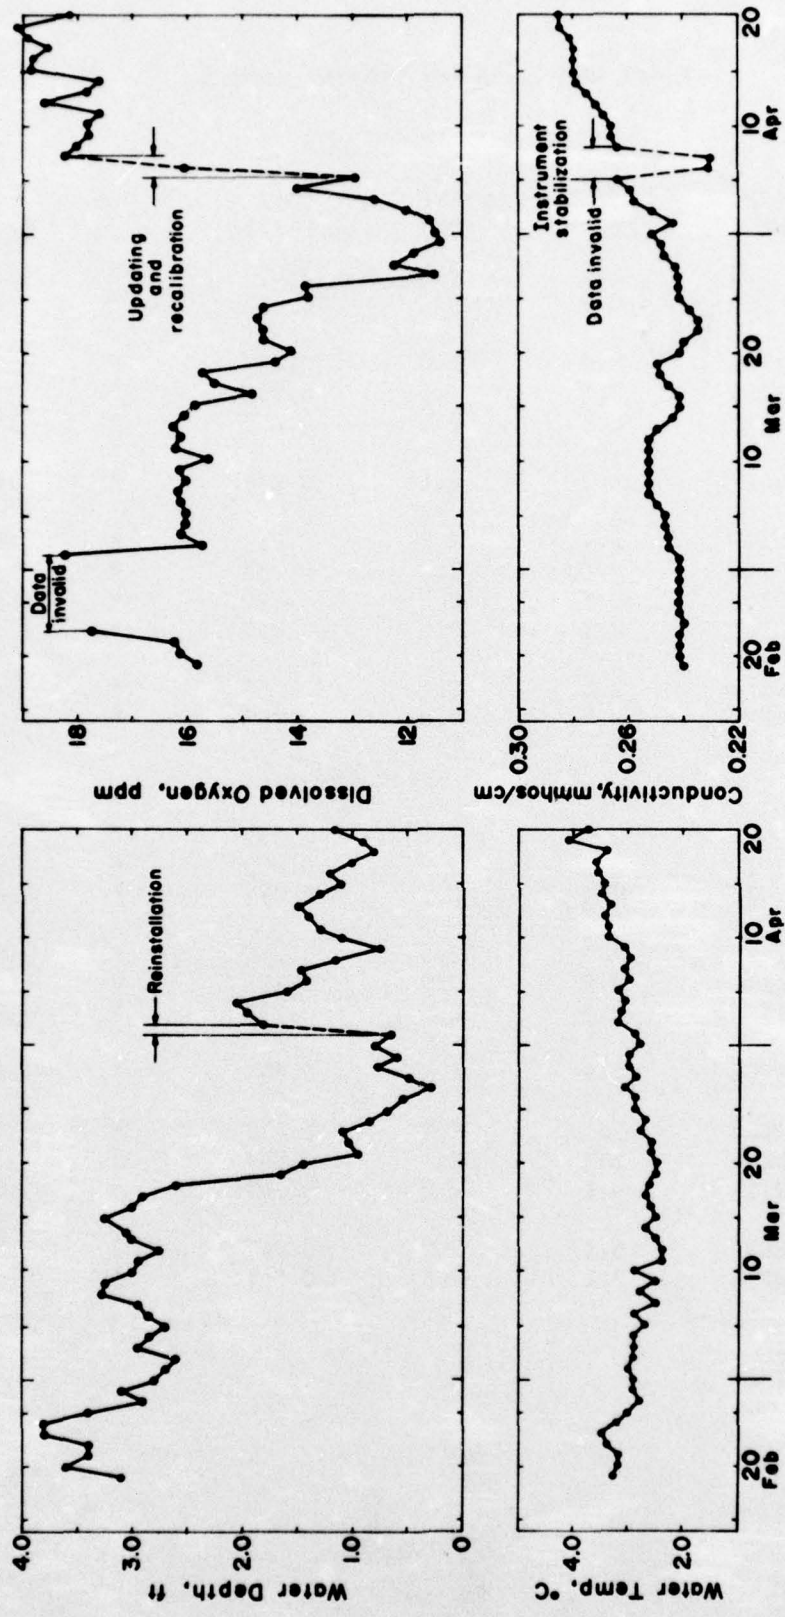 Water Depth, ft
4.0
3.0
2.0
1.0
0
Reinstallation
Dissolved Oxygen, ppm
18
16
14
12
Data
invalid
Updating
and
recalibration
Water Temp, °C
4.0
2.0
20
10
20
10
20
Feb
Mar
Apr
Conductivity, mmhos/cm
0.30
0.26
0.22
Instrument
stabilization
Data invalid
20
10
20
10
20
Feb
Mar
Apr